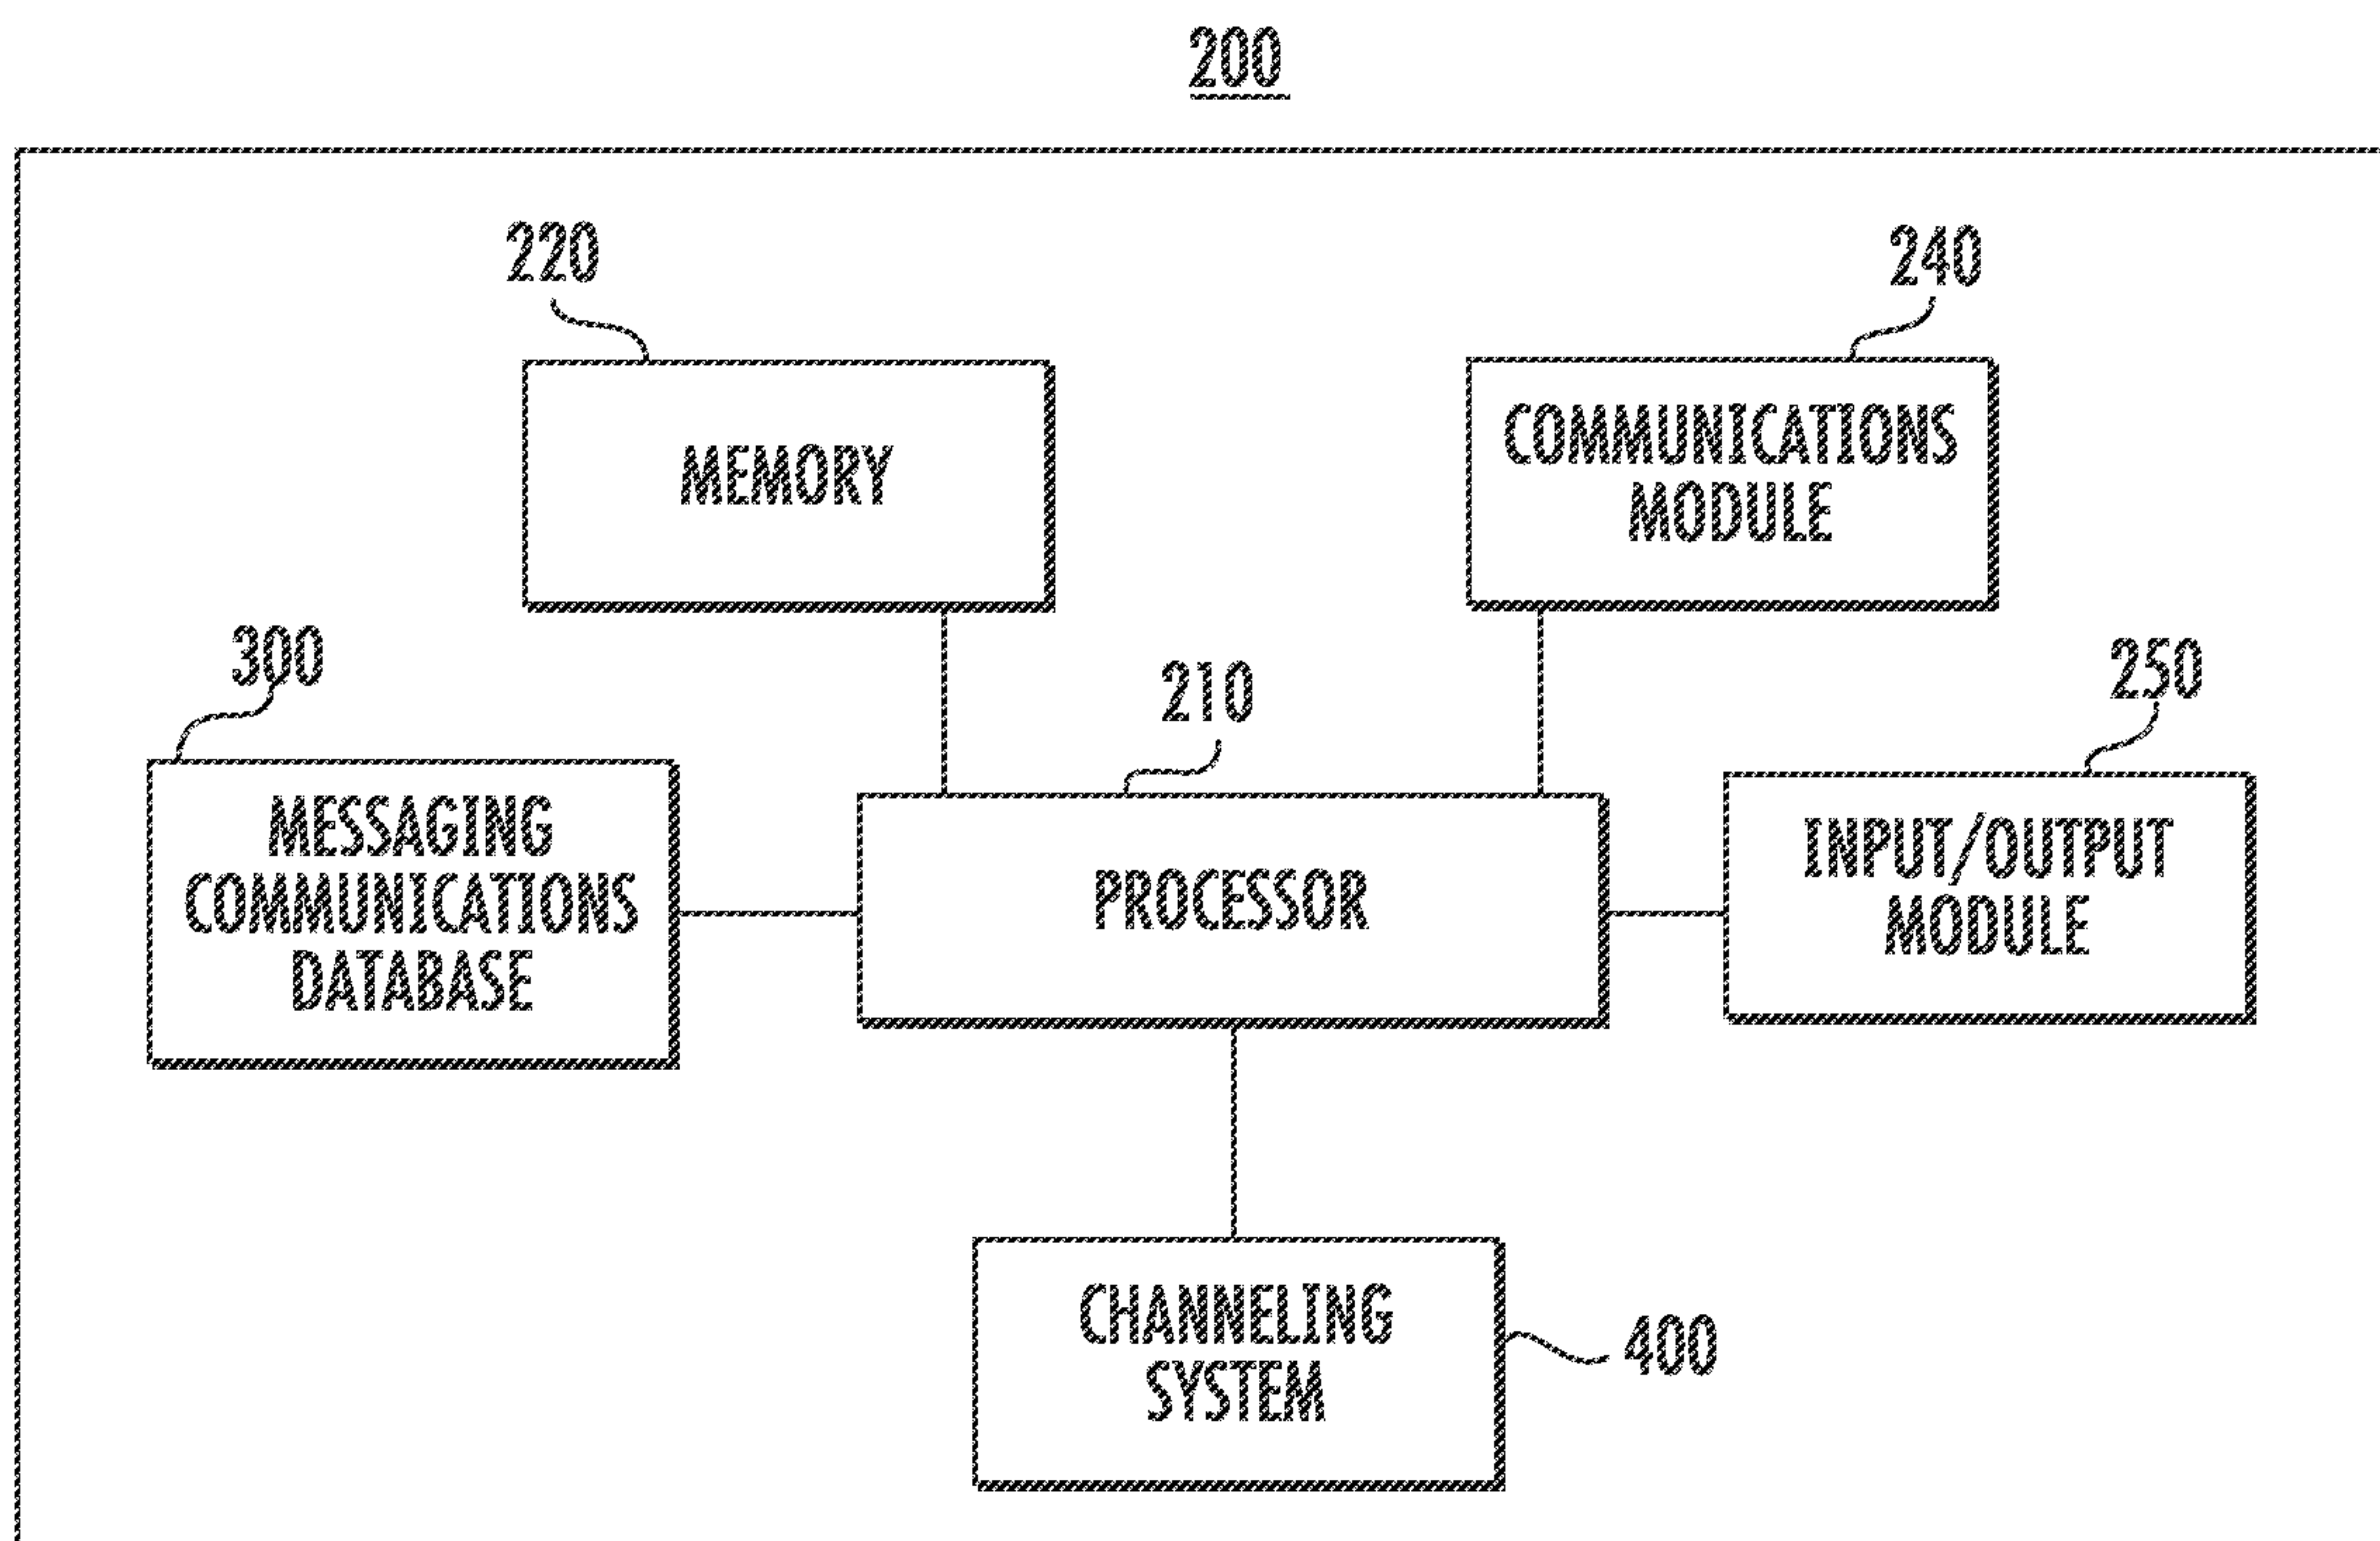 200
220
240
MEMORY
COMMUNICATIONS
MODULE
300
210
250
MESSAGING
COMMUNICATIONS
DATABASE
PROCESSOR
INPUT/OUTPUT
MODULE
CHANNELING
SYSTEM
400